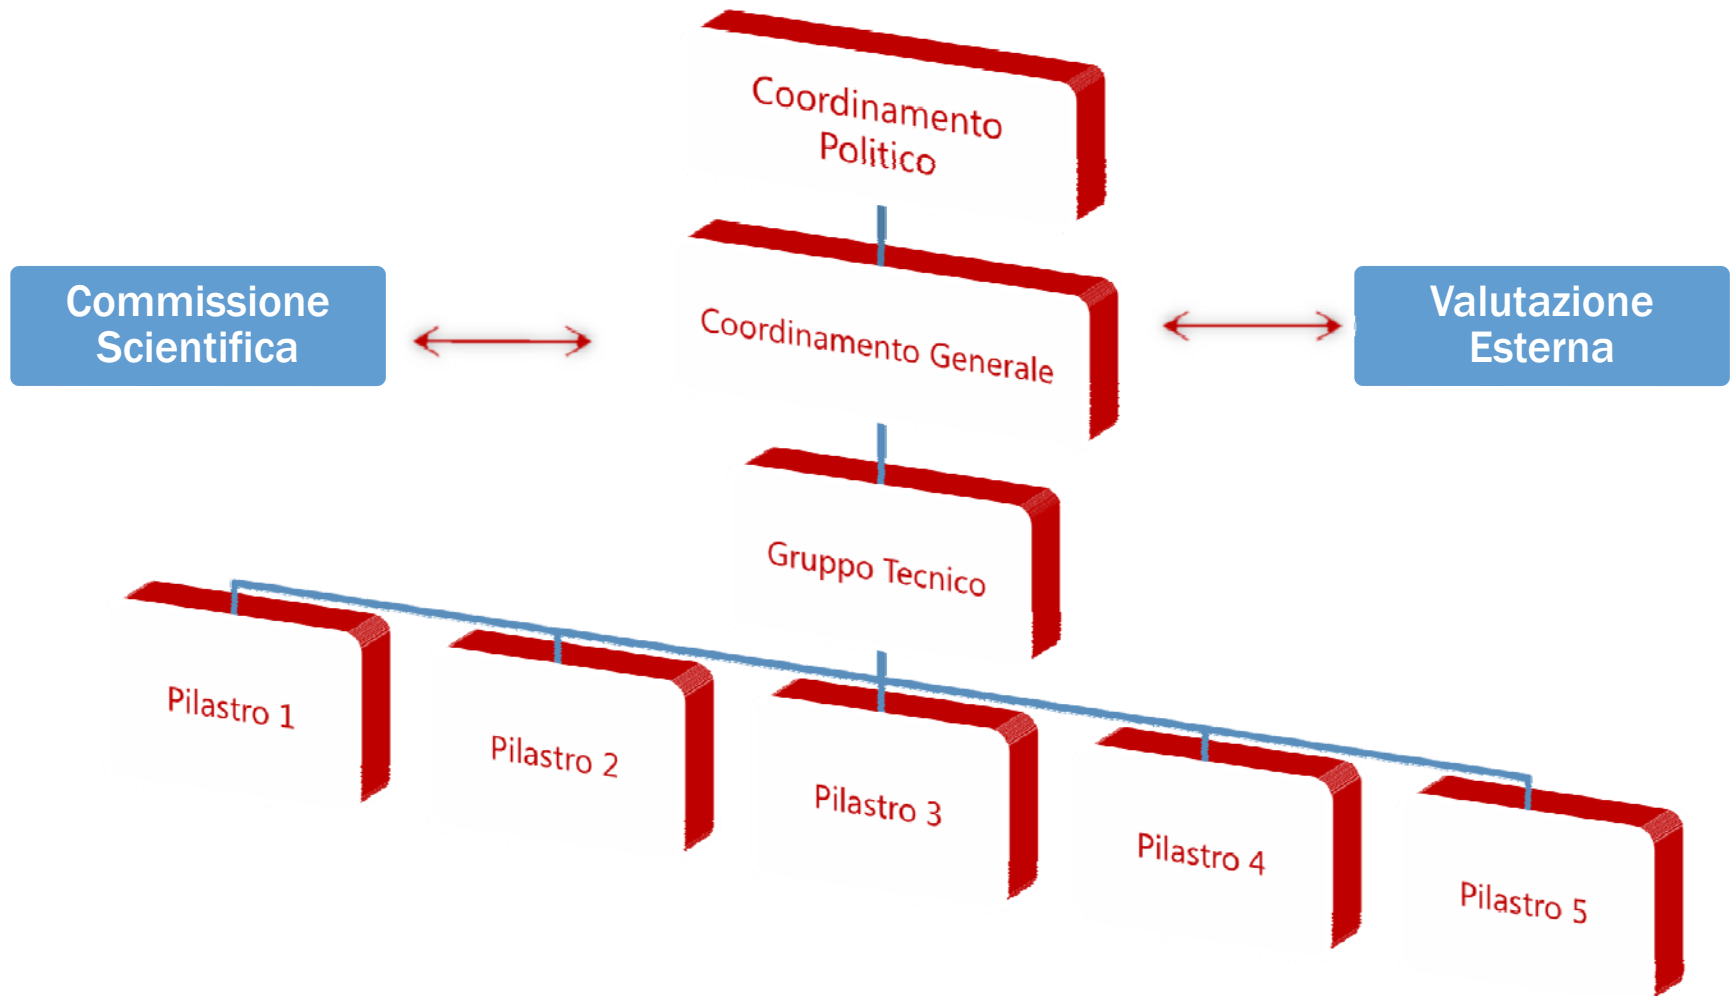 Coordinamento
Politico
Commissione
Scientifica
Coordinamento Generale
Valutazione
Esterna
Gruppo Tecnico
Pilastro 1
Pilastro 2
Pilastro 3
Pilastro 4
Pilastro 5